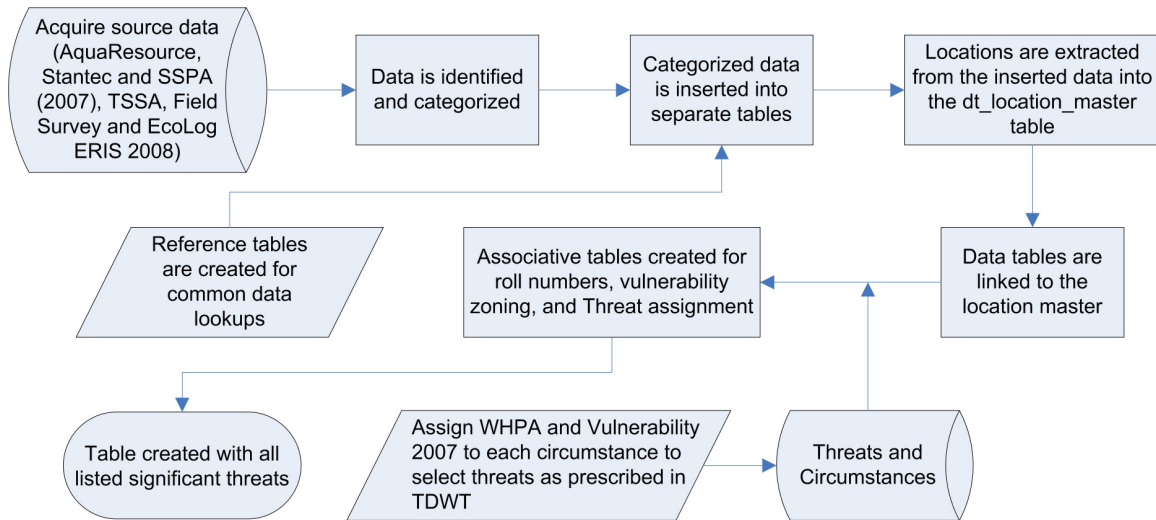 Acquire source data
(AquaResource,
Stantec and SSPA
(2007), TSSA, Field
Survey and EcoLog
ERIS 2008)
Data is identified
and categorized
Categorized data
is inserted into
separate tables
Locations are extracted
from the inserted data into
the dt_location_master
table
Reference tables
are created for
common data
lookups
Associative tables created for
roll numbers, vulnerability
zoning, and Threat assignment
Data tables are
linked to the
location master
Table created with all
listed significant threats
Assign WHPA and Vulnerability
2007 to each circumstance to
select threats as prescribed in
TDWT
Threats and
Circumstances